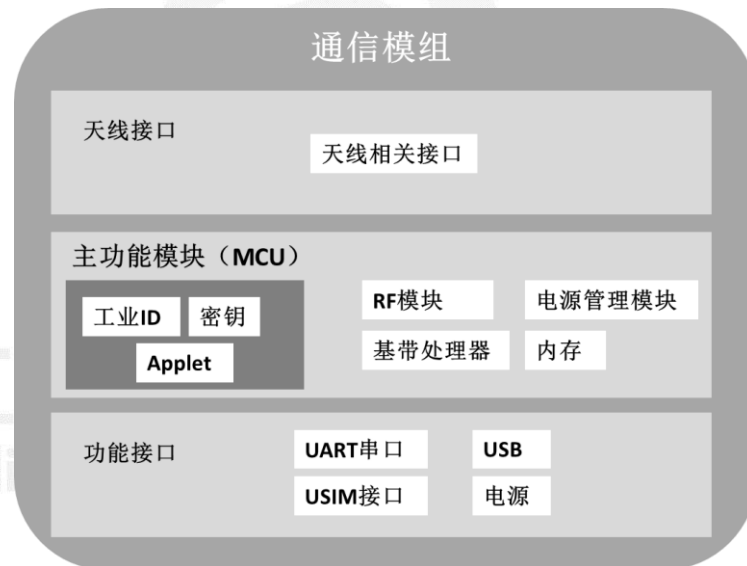 通信模组
天线接口
天线相关接口
主功能模块（MCU）
工业ID 密钥
Applet
RF模块 电源管理模块
基带处理器 内存
功能接口
UART串口 USB
USIM接口 电源